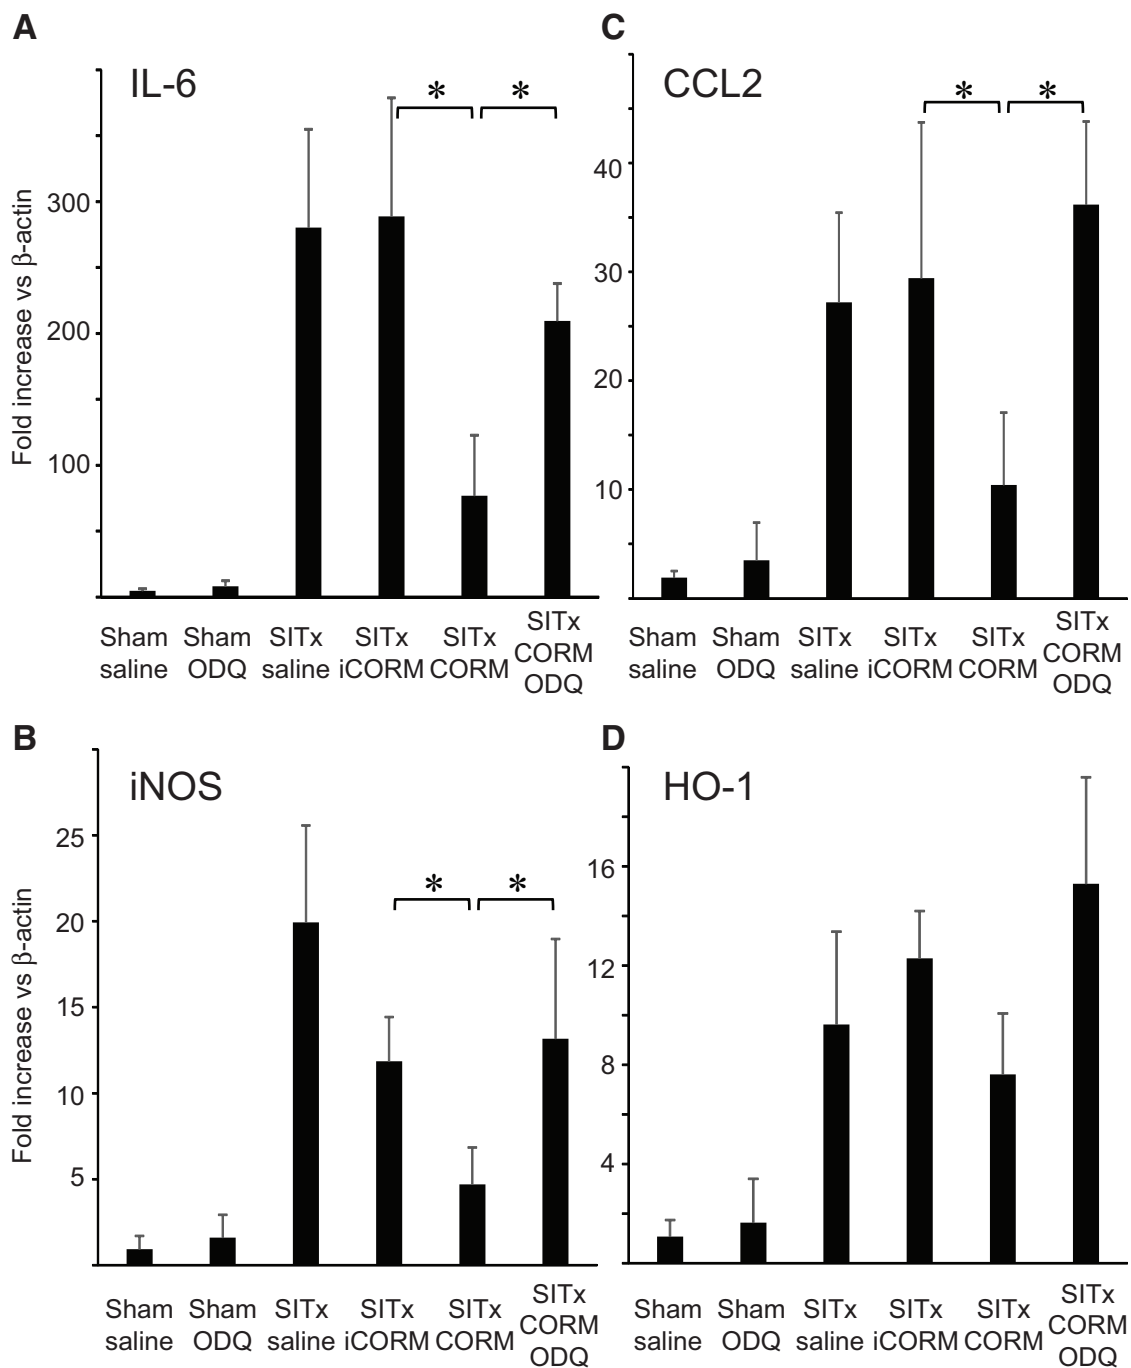 A
IL-6
* *
Fold increase vs β-actin
300
200
100
Sham saline
Sham ODQ
SITx saline
SITx iCORM
SITx CORM
SITx CORM ODQ
C
CCL2
* *
40
30
20
10
Sham saline
Sham ODQ
SITx saline
SITx iCORM
SITx CORM
SITx CORM ODQ
B
iNOS
* *
Fold increase vs β-actin
25
20
15
10
5
Sham saline
Sham ODQ
SITx saline
SITx iCORM
SITx CORM
SITx CORM ODQ
D
HO-1
16
12
8
4
Sham saline
Sham ODQ
SITx saline
SITx iCORM
SITx CORM
SITx CORM ODQ